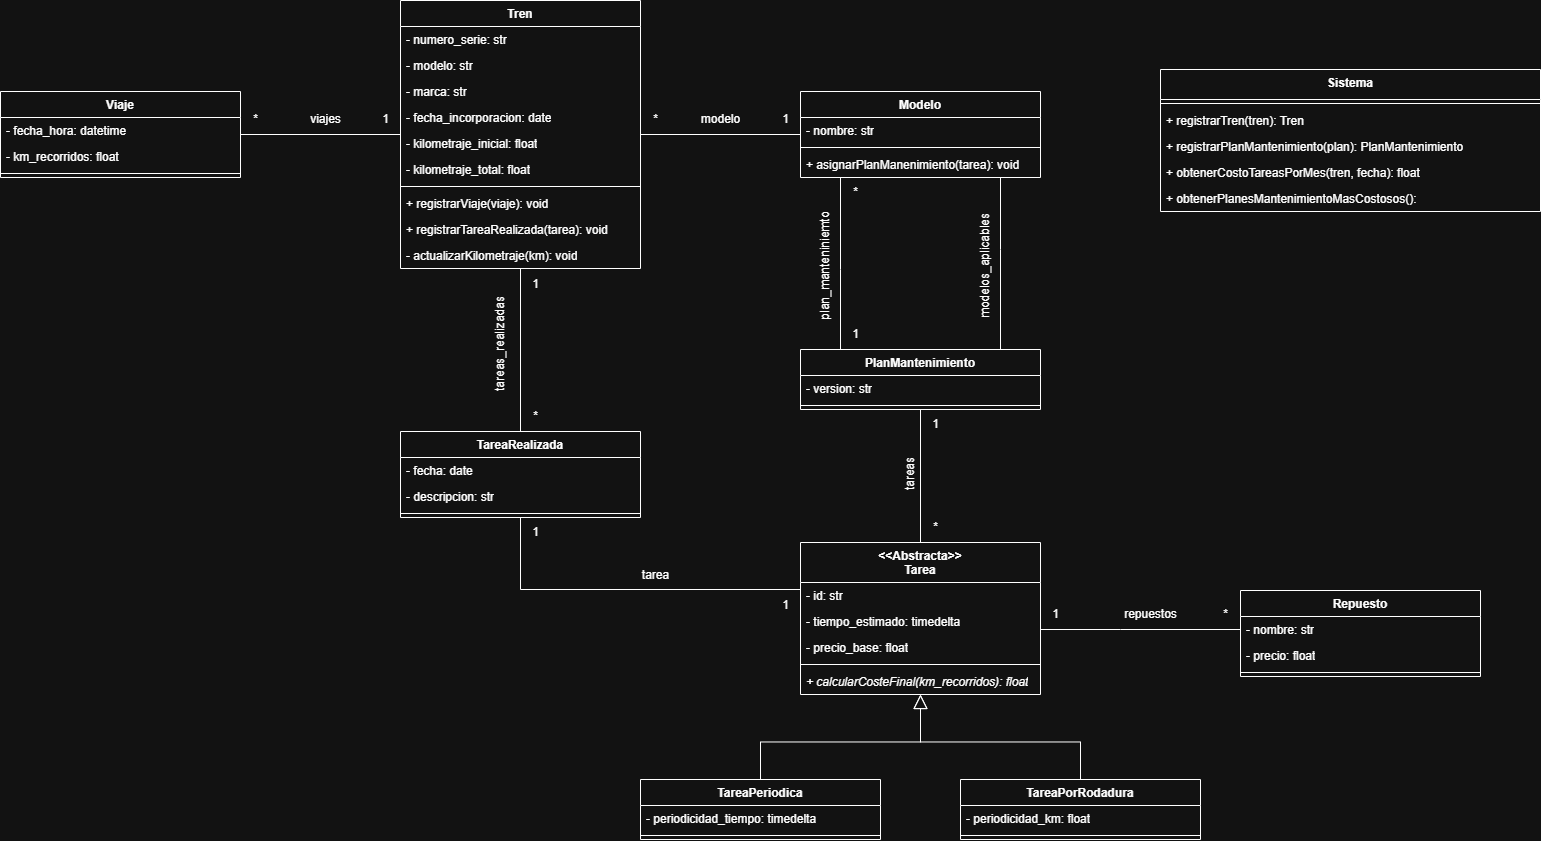 Tren
- numero_serie: str
- modelo: str
- marca: str
- fecha_incorporacion: date
- kilometraje_inicial: float
- kilometraje_total: float
+ registrarViaje(viaje): void
+ registrarTareaRealizada(tarea): void
- actualizarKilometraje(km): void
Viaje
- fecha_hora: datetime
- km_recorridos: float
* viajes 1
* modelo 1
Modelo
- nombre: str
+ asignarPlanManenimiento(tarea): void
Sistema
+ registrarTren(tren): Tren
+ registrarPlanMantenimiento(plan): PlanMantenimiento
+ obtenerCostoTareasPorMes(tren, fecha): float
+ obtenerPlanesMantenimientoMasCostosos():
*
plan_manteniniemto
1
modelos_aplicables
1
tareas_realizadas
*
PlanMantenimiento
- version: str
1
tareas
*
TareaRealizada
- fecha: date
- descripcion: str
1
tarea
1
<<Abstracta>>
Tarea
- id: str
- tiempo_estimado: timedelta
- precio_base: float
+ calcularCosteFinal(km_recorridos): float
1 repuestos *
Repuesto
- nombre: str
- precio: float
TareaPeriodica
- periodicidad_tiempo: timedelta
TareaPorRodadura
- periodicidad_km: float